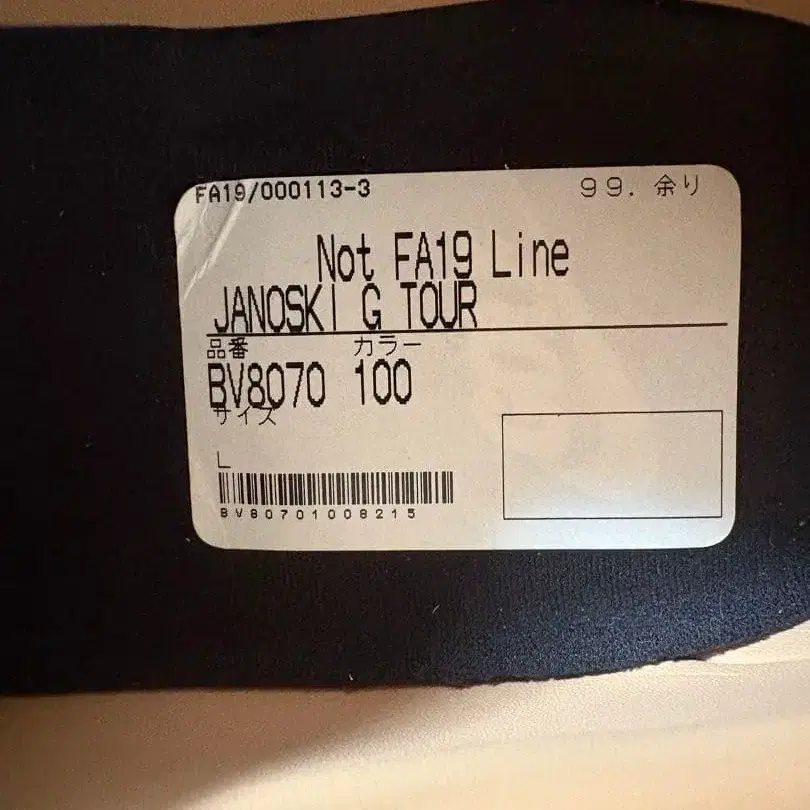 FA19/000113-3 99. 余り
Not FA19 Line
JANOSKI G TOUR
品番 カラー
BV8070 100
サイズ
L
BV80701008215